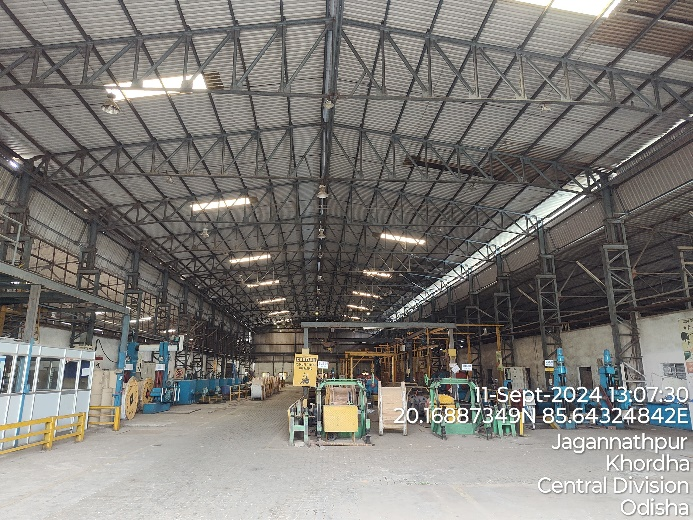 11-Sept-2024 13:07:30
20.16887349N 85.64324842E
Jagannathpur
Khordha
Central Division
Odisha